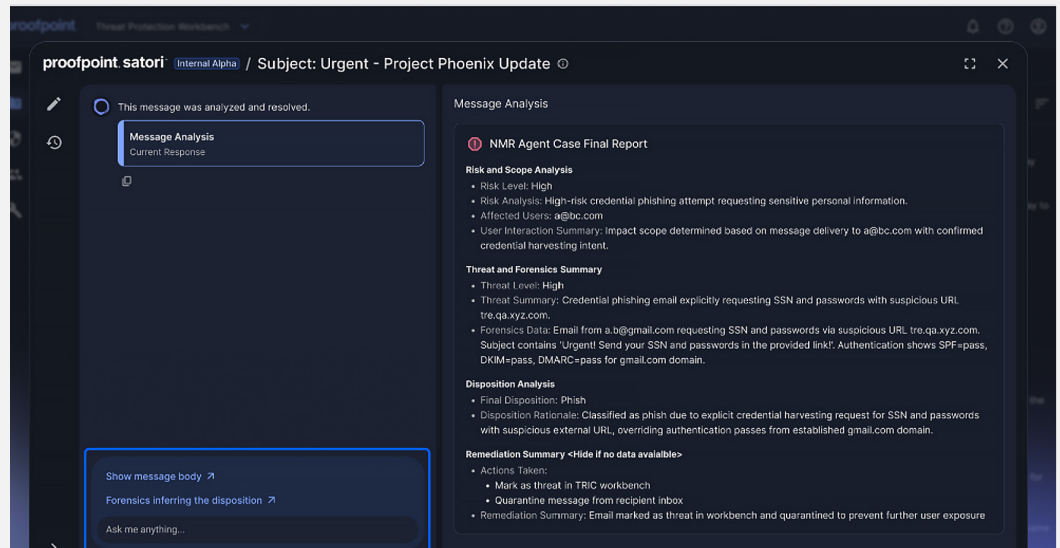 proofpoint
Threat Protection Workbench
proofpoint. satori Internal Alpha / Subject: Urgent - Project Phoenix Update
This message was analyzed and resolved.
Message Analysis
Current Response
Show message body
Forensics inferring the disposition
Ask me anything...
Message Analysis
NMR Agent Case Final Report
Risk and Scope Analysis
• Risk Level: High
• Risk Analysis: High-risk credential phishing attempt requesting sensitive personal information.
• Affected Users: a@bc.com
• User Interaction Summary: Impact scope determined based on message delivery to a@bc.com with confirmed
credential harvesting intent.
Threat and Forensics Summary
• Threat Level: High
• Threat Summary: Credential phishing email explicitly requesting SSN and passwords with suspicious URL
tre.qa.xyz.com.
• Forensics Data: Email from a.b@gmail.com requesting SSN and passwords via suspicious URL tre.qa.xyz.com.
Subject contains 'Urgent! Send your SSN and passwords in the provided link!'. Authentication shows SPF=pass,
DKIM=pass, DMARC=pass for gmail.com domain.
Disposition Analysis
• Final Disposition: Phish
• Disposition Rationale: Classified as phish due to explicit credential harvesting request for SSN and passwords
with suspicious external URL, overriding authentication passes from established gmail.com domain.
Remediation Summary <Hide if no data avaialble>
• Actions Taken:
• Mark as threat in TRIC workbench
• Quarantine message from recipient inbox
• Remediation Summary: Email marked as threat in workbench and quarantined to prevent further user exposure